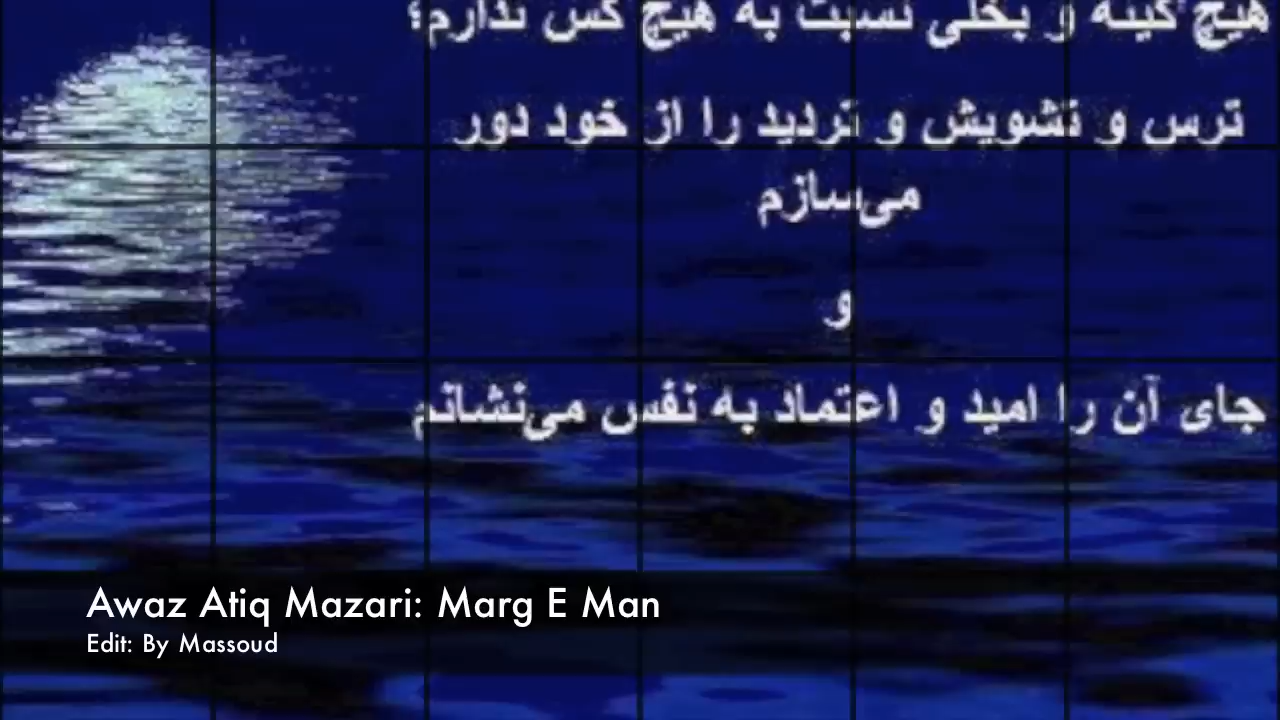 هیچ کینه و بخلی نسبت به هیچ کس ندارم؛
ترس و تشویش و تردید را از خود دور
می‌سازم
و
جای آن را امید و اعتماد به نفس می‌نشانم
Awaz Atiq Mazari: Marg E Man
Edit: By Massoud